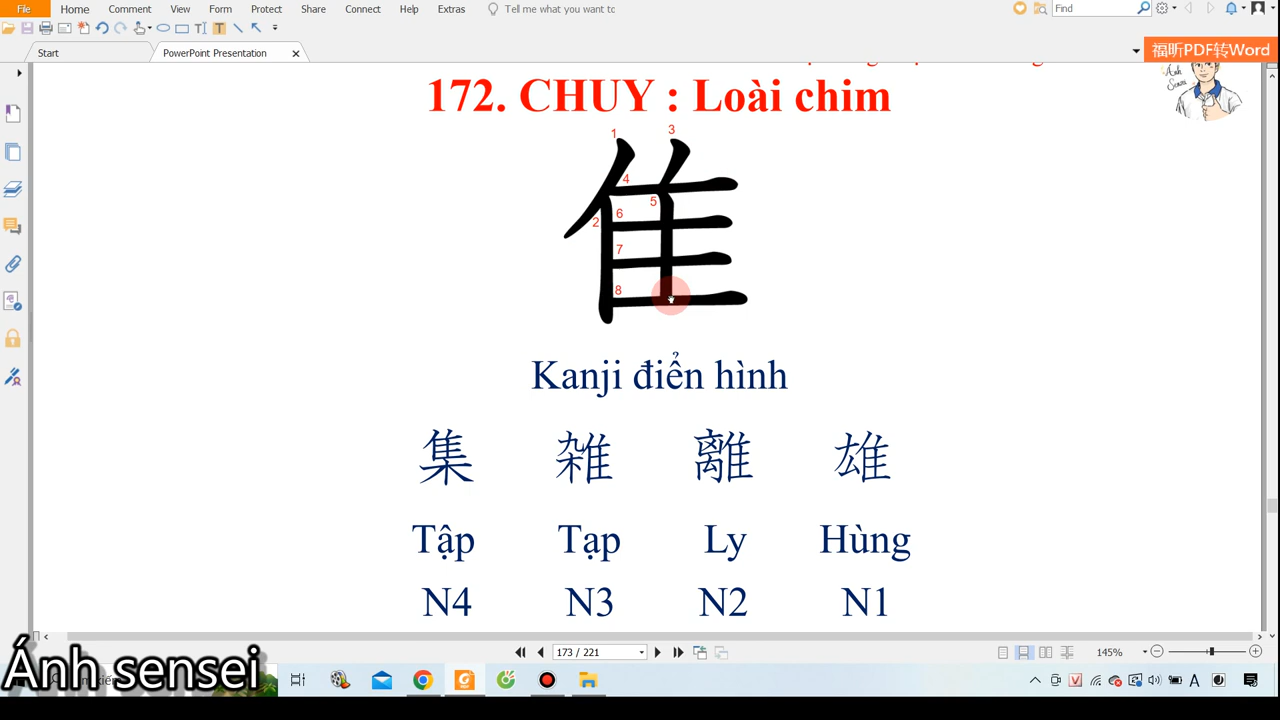 File Home Comment View Form Protect Share Connect Help Extras Tell me what you want to Find
Start PowerPoint Presentation
福昕PDF转Word
Ánh
Sensei
172. CHUY : Loài chim
1 3
4
5
2 6
7
8
Kanji điển hình
集 雑 離 雄
Tập Tạp Ly Hùng
N4 N3 N2 N1
173 / 221
145%
Ánh sensei